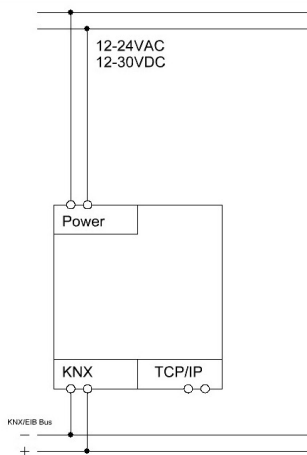 12-24VAC
12-30VDC
Power
KNX TCP/IP
KNX/EIB Bus
−
+